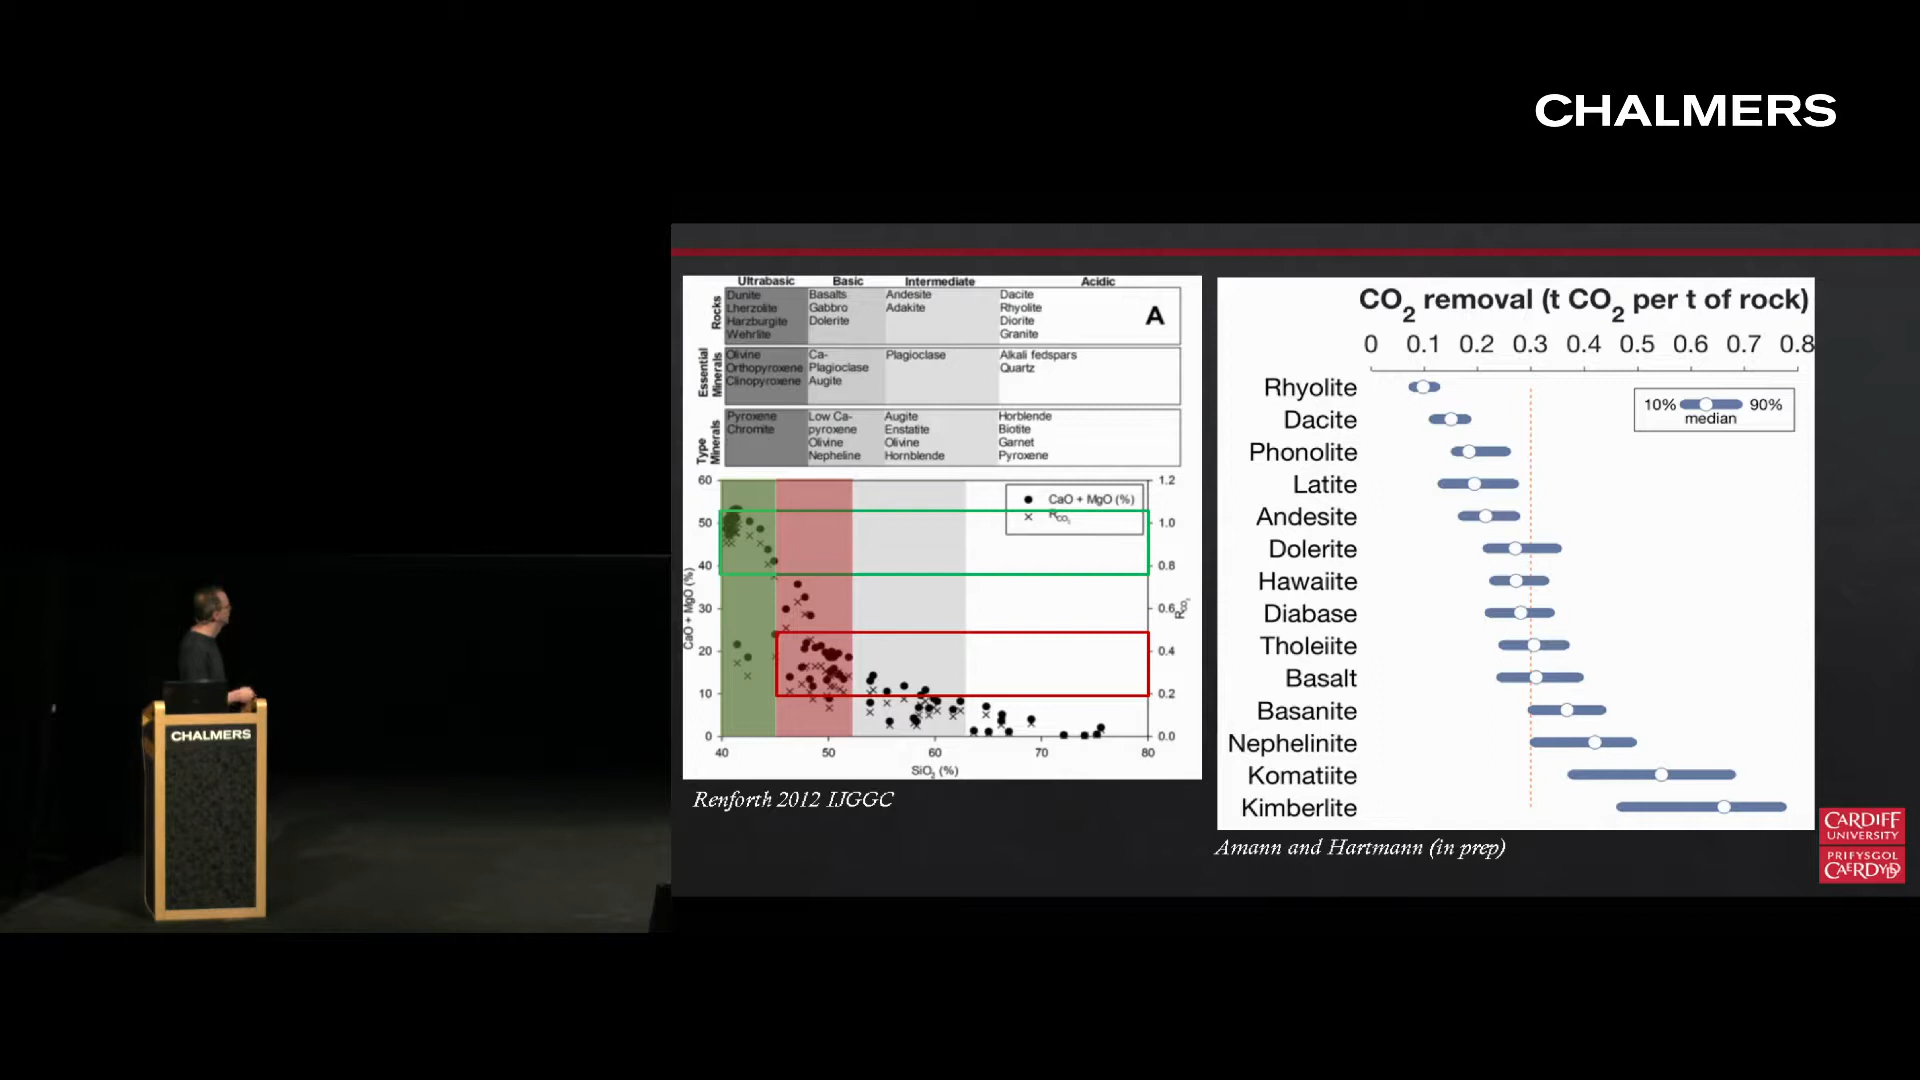 CHALMERS
CHALMERS
Ultrabasic Basic Intermediate Acidic
Rocks
Dunite
Lherzolite
Harzburgite
Wehrlite
Basalts
Gabbro
Dolerite
Andesite
Adakite
Dacite
Rhyolite
Diorite
Granite
A
Essential
Minerals
Olivine
Orthopyroxene
Clinopyroxene
Ca-
Plagioclase
Augite
Plagioclase
Alkali fedspars
Quartz
Type
Minerals
Pyroxene
Chromite
Low Ca-
pyroxene
Olivine
Nepheline
Augite
Enstatite
Olivine
Hornblende
Horblende
Biotite
Garnet
Pyroxene
CaO + MgO (%)
60
50
40
30
20
10
0
CaO + MgO (%)
RCO2
1.2
1.0
0.8
0.6
0.4
0.2
0.0
RCO2
40 50 60 70 80
SiO2 (%)
Renforth 2012 IJGGC
CO2 removal (t CO2 per t of rock)
0 0.1 0.2 0.3 0.4 0.5 0.6 0.7 0.8
10% 90%
median
Rhyolite
Dacite
Phonolite
Latite
Andesite
Dolerite
Hawaiite
Diabase
Tholeiite
Basalt
Basanite
Nephelinite
Komatiite
Kimberlite
Amann and Hartmann (in prep)
CARDIFF
UNIVERSITY
PRIFYSGOL
CAERDYDD